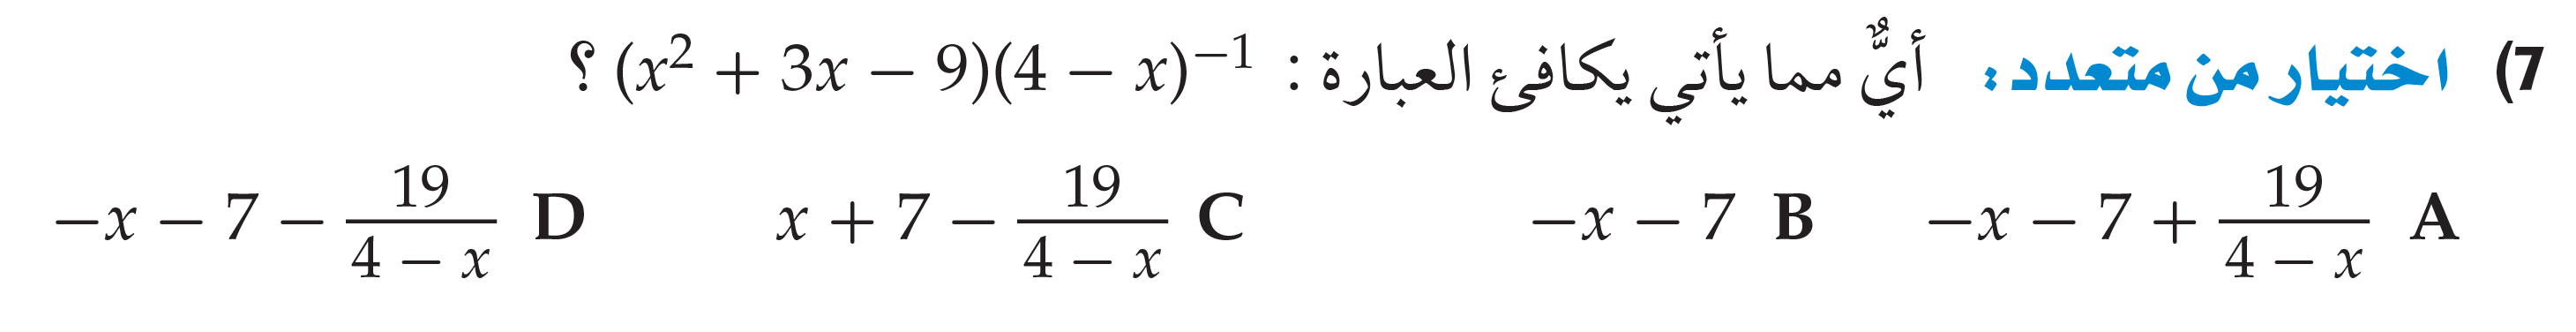 (7 اختيار من متعدد: أيٌّ مما يأتي يكافئ العبارة : (x² + 3x − 9)(4 − x)⁻¹ ؟
A −x − 7 + 19/(4 − x) B −x − 7 C x + 7 − 19/(4 − x) D −x − 7 − 19/(4 − x)